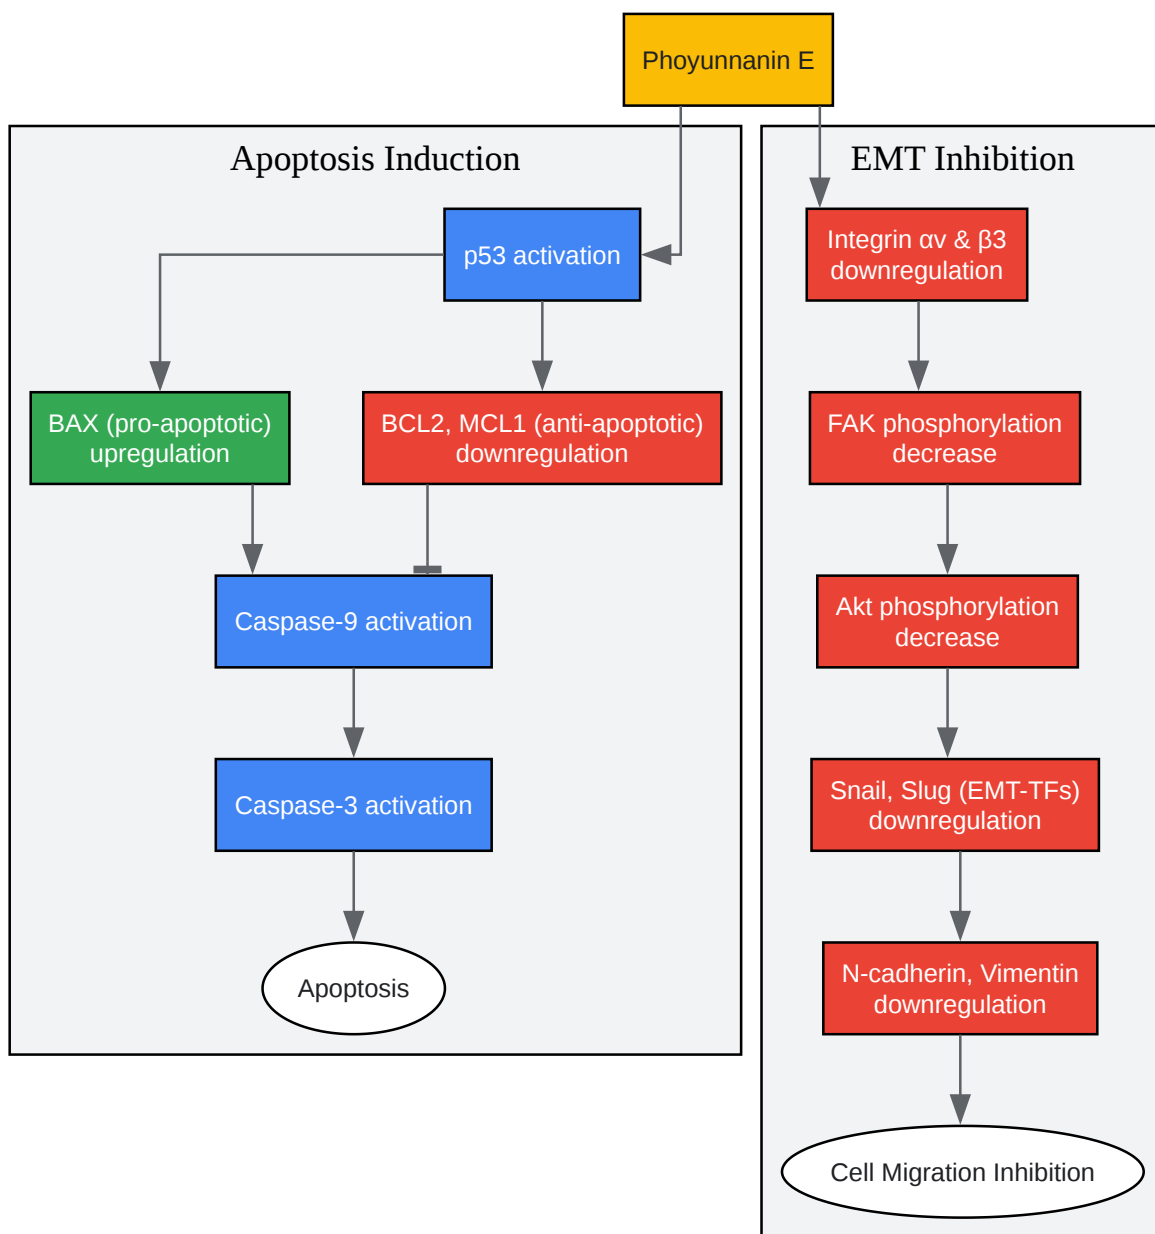 Phoyunnanin E
Apoptosis Induction
p53 activation
BAX (pro-apoptotic)
upregulation
BCL2, MCL1 (anti-apoptotic)
downregulation
Caspase-9 activation
Caspase-3 activation
Apoptosis
EMT Inhibition
Integrin αv & β3
downregulation
FAK phosphorylation
decrease
Akt phosphorylation
decrease
Snail, Slug (EMT-TFs)
downregulation
N-cadherin, Vimentin
downregulation
Cell Migration Inhibition